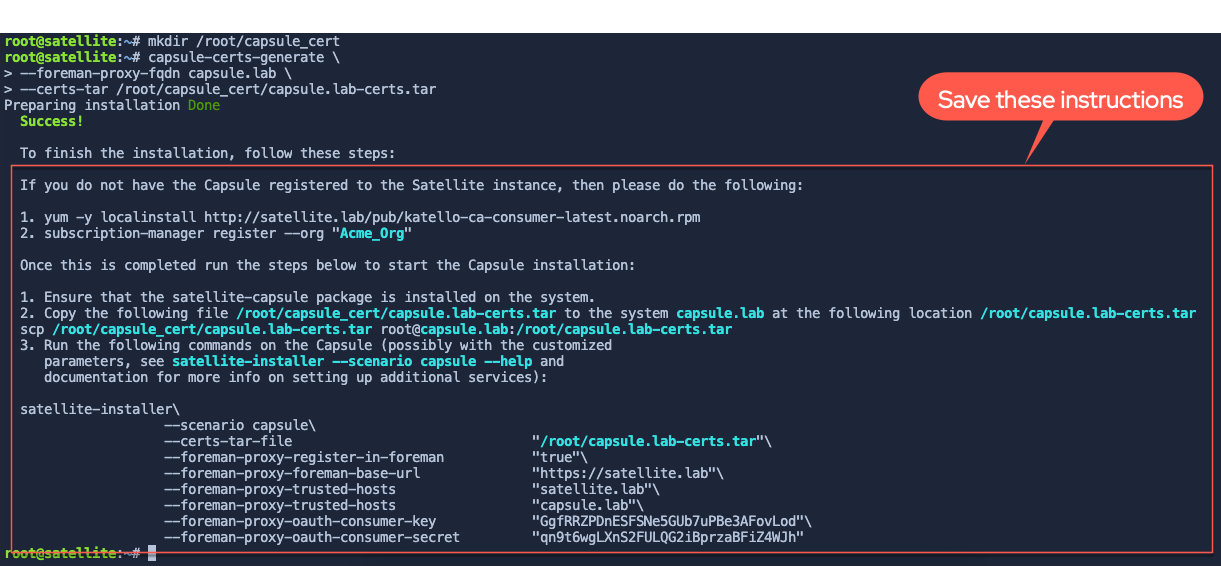 root@satellite:~# mkdir /root/capsule_cert
root@satellite:~# capsule-certs-generate \
> --foreman-proxy-fqdn capsule.lab \
> --certs-tar /root/capsule_cert/capsule.lab-certs.tar
Preparing installation Done
Success!
Save these instructions
To finish the installation, follow these steps:
If you do not have the Capsule registered to the Satellite instance, then please do the following:
1. yum -y localinstall http://satellite.lab/pub/katello-ca-consumer-latest.noarch.rpm
2. subscription-manager register --org "Acme_Org"
Once this is completed run the steps below to start the Capsule installation:
1. Ensure that the satellite-capsule package is installed on the system.
2. Copy the following file /root/capsule_cert/capsule.lab-certs.tar to the system capsule.lab at the following location /root/capsule.lab-certs.tar
scp /root/capsule_cert/capsule.lab-certs.tar root@capsule.lab:/root/capsule.lab-certs.tar
3. Run the following commands on the Capsule (possibly with the customized
parameters, see satellite-installer --scenario capsule --help and
documentation for more info on setting up additional services):
satellite-installer\
--scenario capsule\
--certs-tar-file "/root/capsule.lab-certs.tar"\
--foreman-proxy-register-in-foreman "true"\
--foreman-proxy-foreman-base-url "https://satellite.lab"\
--foreman-proxy-trusted-hosts "satellite.lab"\
--foreman-proxy-trusted-hosts "capsule.lab"\
--foreman-proxy-oauth-consumer-key "GgfRRZPDnESFSNe5GUb7uPBe3AFovLod"\
--foreman-proxy-oauth-consumer-secret "qn9t6wgLXnS2FULQG2iBprzaBFiZ4WJh"
root@satellite:~#